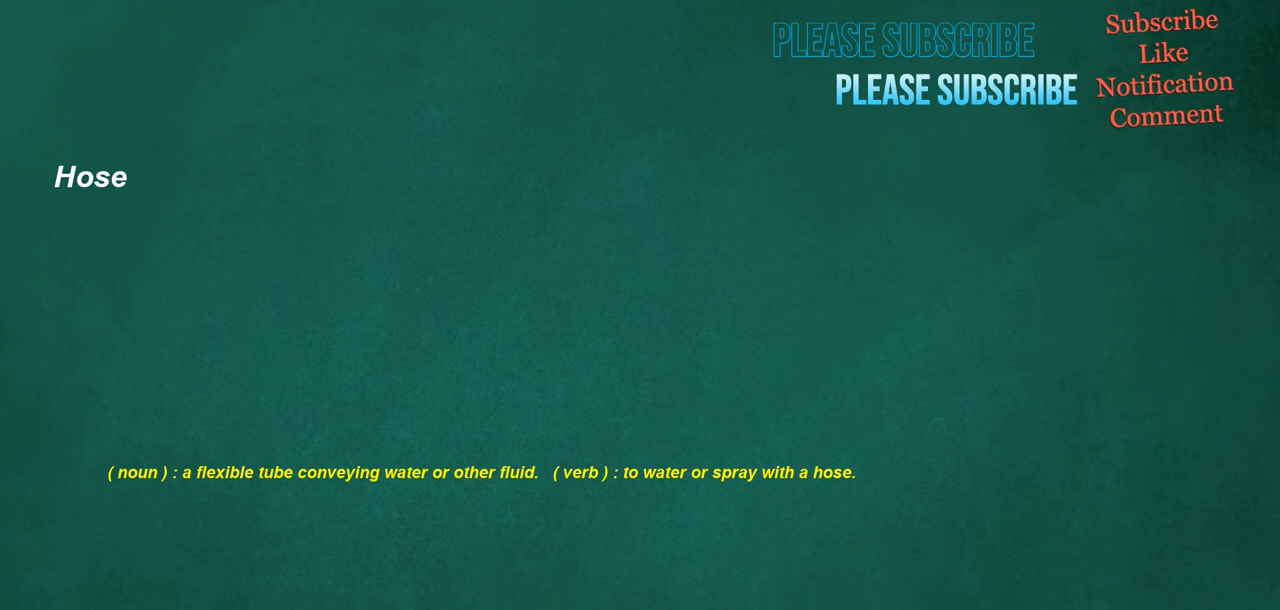 PLEASE SUBSCRIBE
PLEASE SUBSCRIBE
Subscribe
Like
Notification
Comment
Hose
( noun ) : a flexible tube conveying water or other fluid.   ( verb ) : to water or spray with a hose.